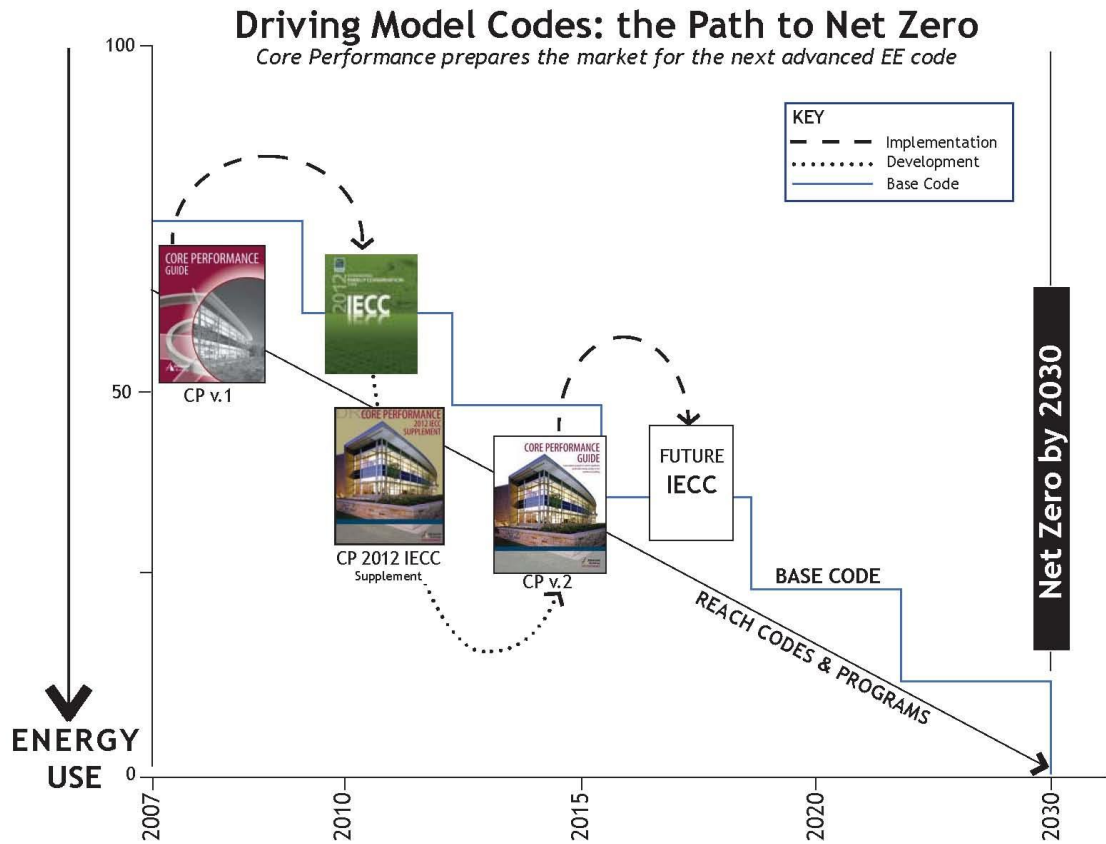 Driving Model Codes: the Path to Net Zero
Core Performance prepares the market for the next advanced EE code
100
50
0
ENERGY
USE
KEY
Implementation
Development
Base Code
CORE PERFORMANCE
GUIDE
CP v.1
2012
INTERNATIONAL
ENERGY CONSERVATION
IECC
CORE PERFORMANCE
2012 IECC
SUPPLEMENT
CP 2012 IECC
Supplement
CORE PERFORMANCE
GUIDE
CP v.2
FUTURE
IECC
BASE CODE
REACH CODES & PROGRAMS
Net Zero by 2030
2007
2010
2015
2020
2030